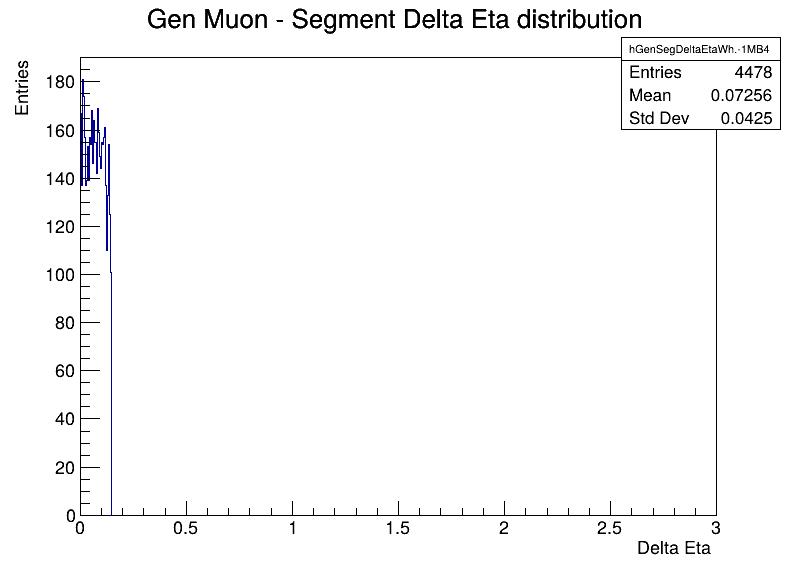 Gen Muon - Segment Delta Eta distribution
hGenSegDeltaEtaWh.-1MB4
Entries 4478
Mean 0.07256
Std Dev 0.0425
Entries
180
160
140
120
100
80
60
40
20
0
0 0.5 1 1.5 2 2.5 3
Delta Eta